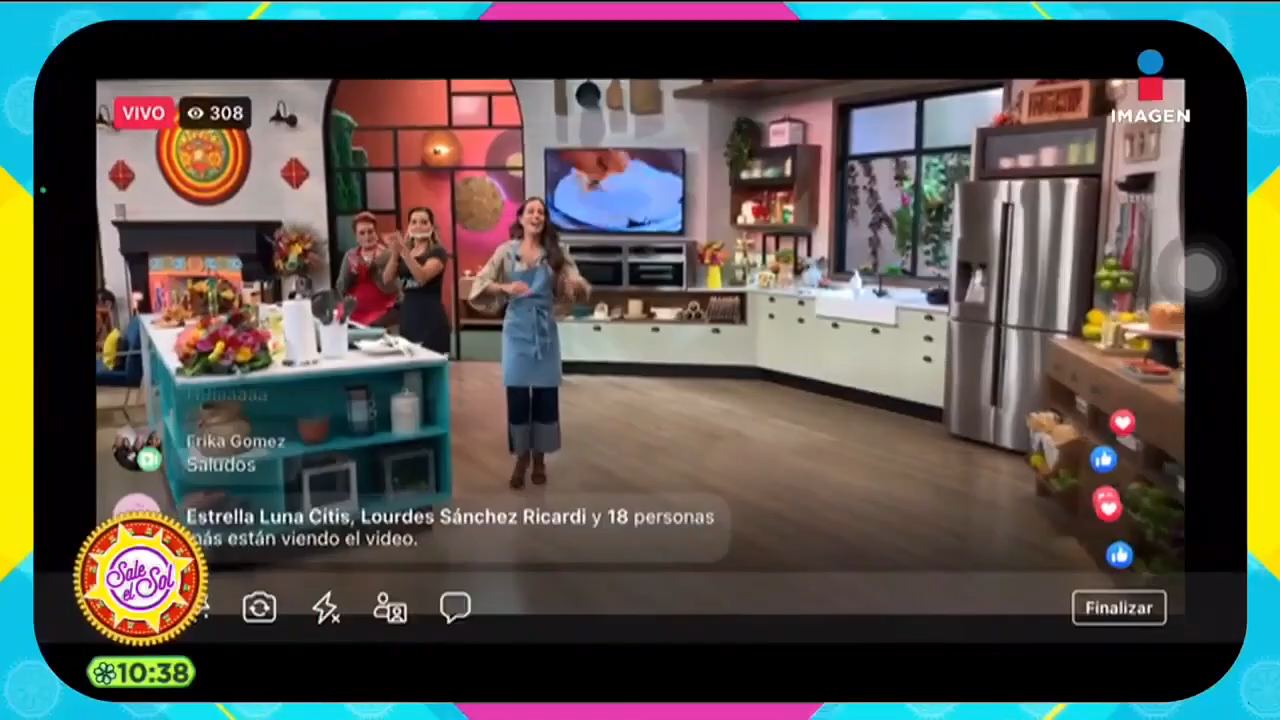 VIVO 308
IMAGEN
Erika Gomez
Saludos
Estrella Luna Citis, Lourdes Sánchez Ricardi y 18 personas
más están viendo el video.
Sale
el Sol
Finalizar
10:38